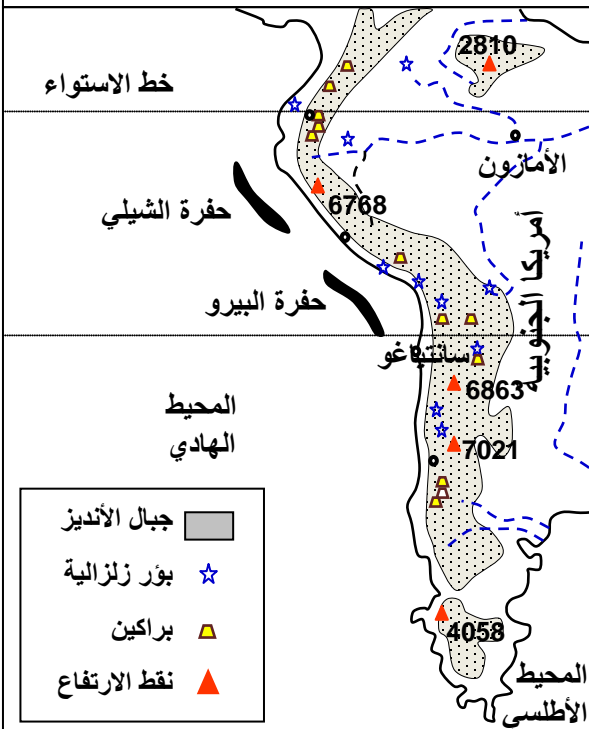 2810
خط الاستواء
الأمازون
6768
حفرة الشيلي
أمريكا الجنوبية
حفرة البيرو
سانتياغو
6863
المحيط
الهادي
7021
جبال الأنديز
بؤر زلزالية
براكين
نقط الارتفاع
4058
المحيط
الأطلسي